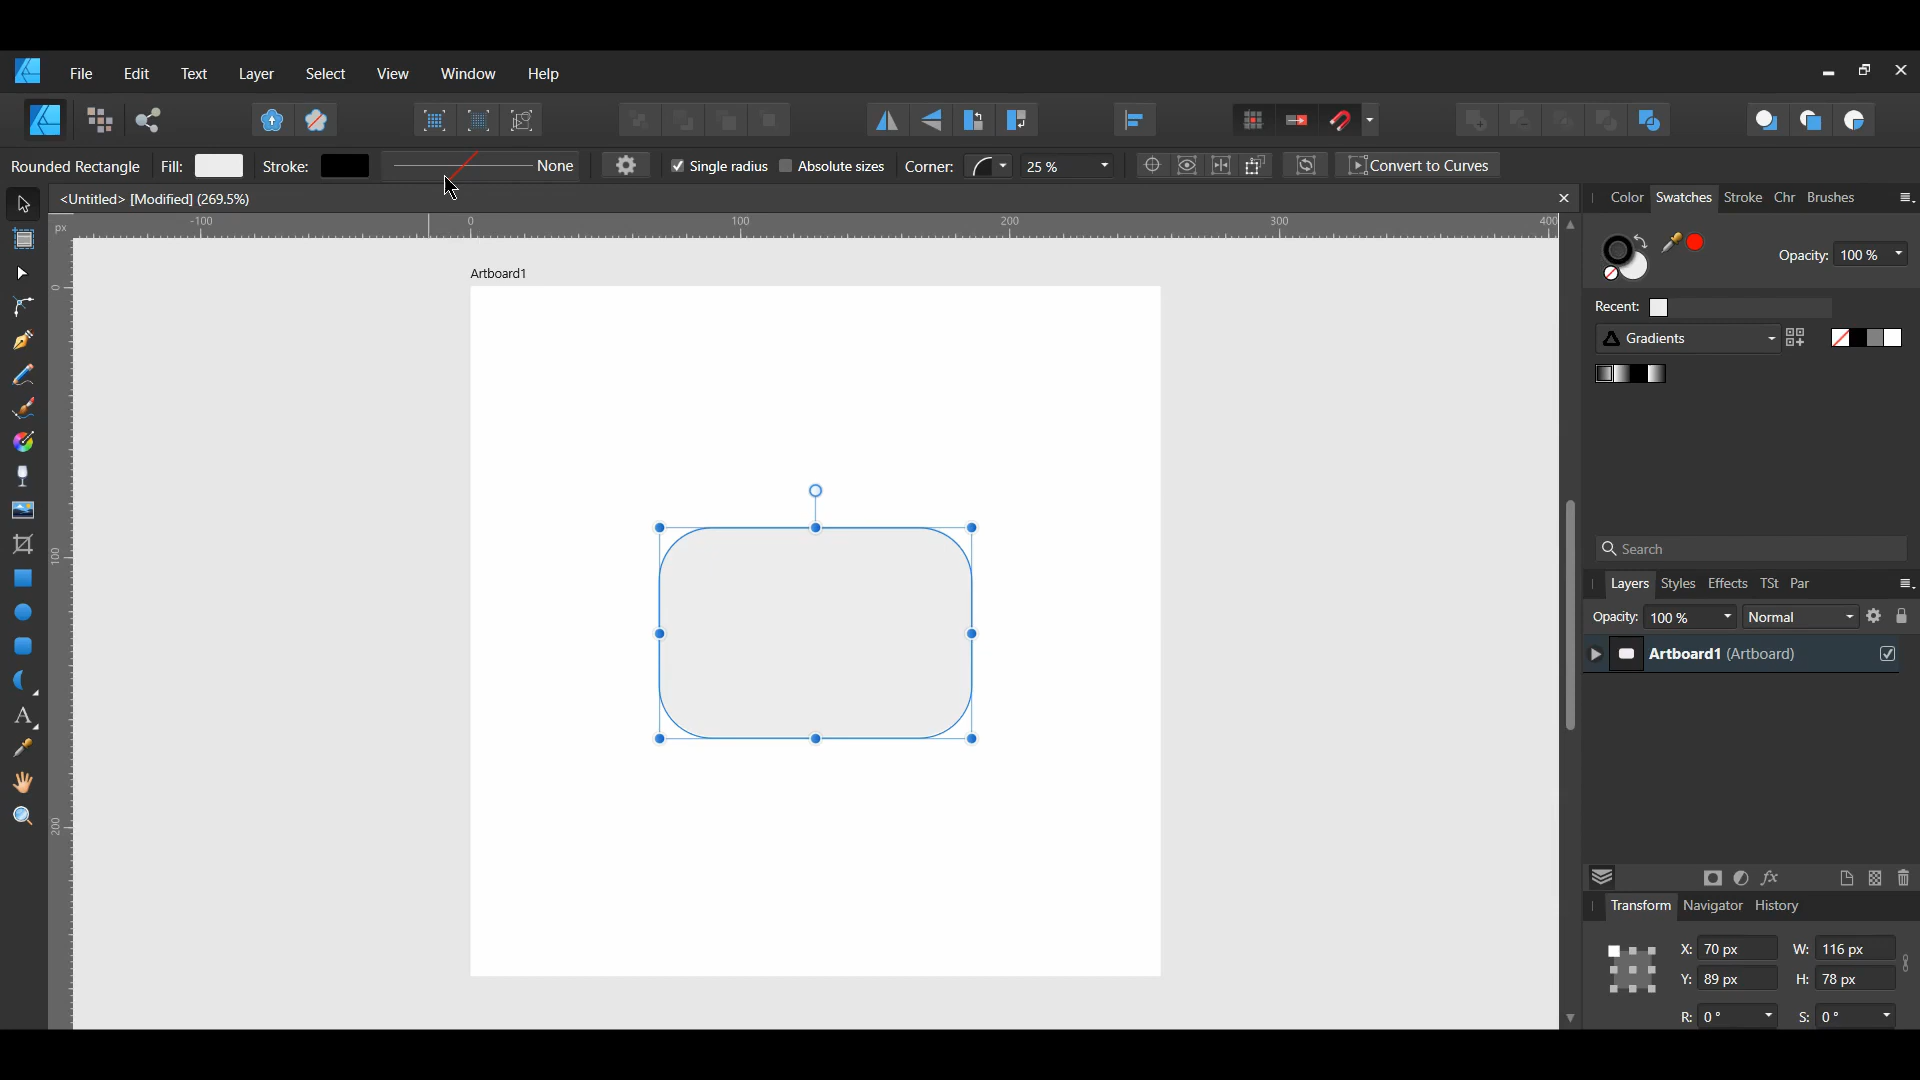 File Edit Text Layer Select View Window Help
Rounded Rectangle Fill: Stroke: None Single radius Absolute sizes Corner: 25 % Convert to Curves
<Untitled> [Modified] (269.5%)
Color Swatches Stroke Chr Brushes
px -100 0 100 200 300 400
Opacity: 100 %
Artboard1
0
Recent:
Gradients
Search
100
Layers Styles Effects TSt Par
Opacity: 100 % Normal
Artboard1 (Artboard)
A
200
fx
Transform Navigator History
X: 70 px W: 116 px
Y: 89 px H: 78 px
R: 0 ° S: 0 °